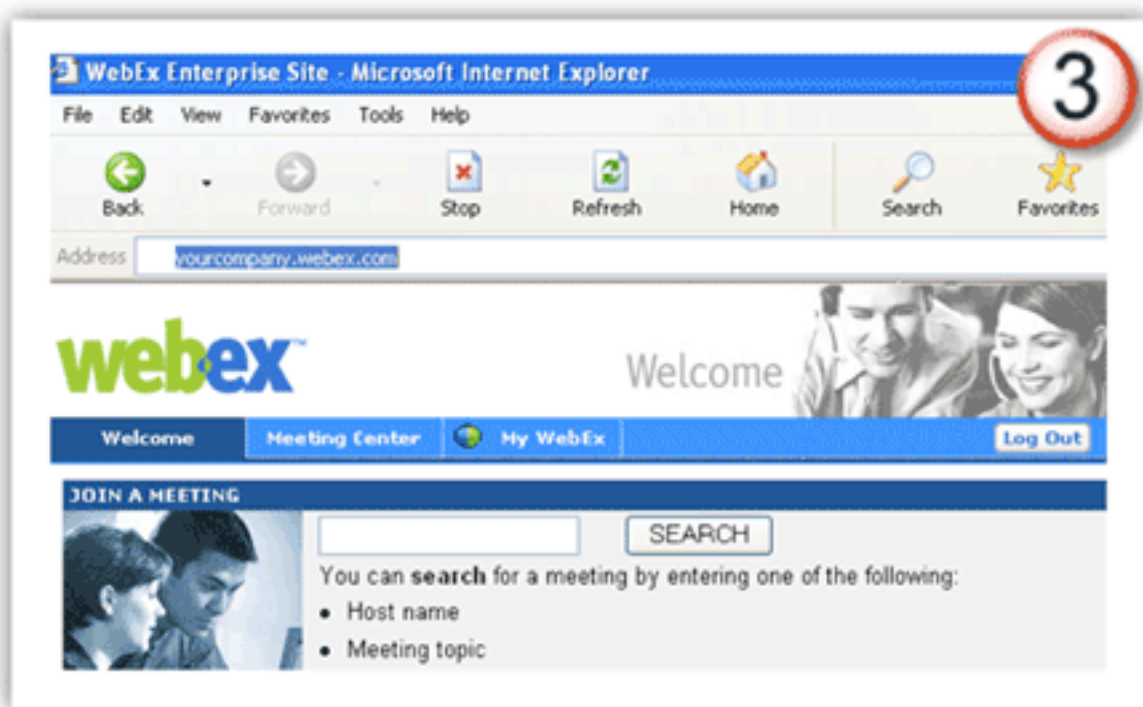 WebEx Enterprise Site - Microsoft Internet Explorer
3
File Edit View Favorites Tools Help
Back Forward Stop Refresh Home Search Favorites
Address yourcompany.webex.com
webex™
Welcome
Welcome Meeting Center My WebEx Log Out
JOIN A MEETING
SEARCH
You can search for a meeting by entering one of the following:
• Host name
• Meeting topic